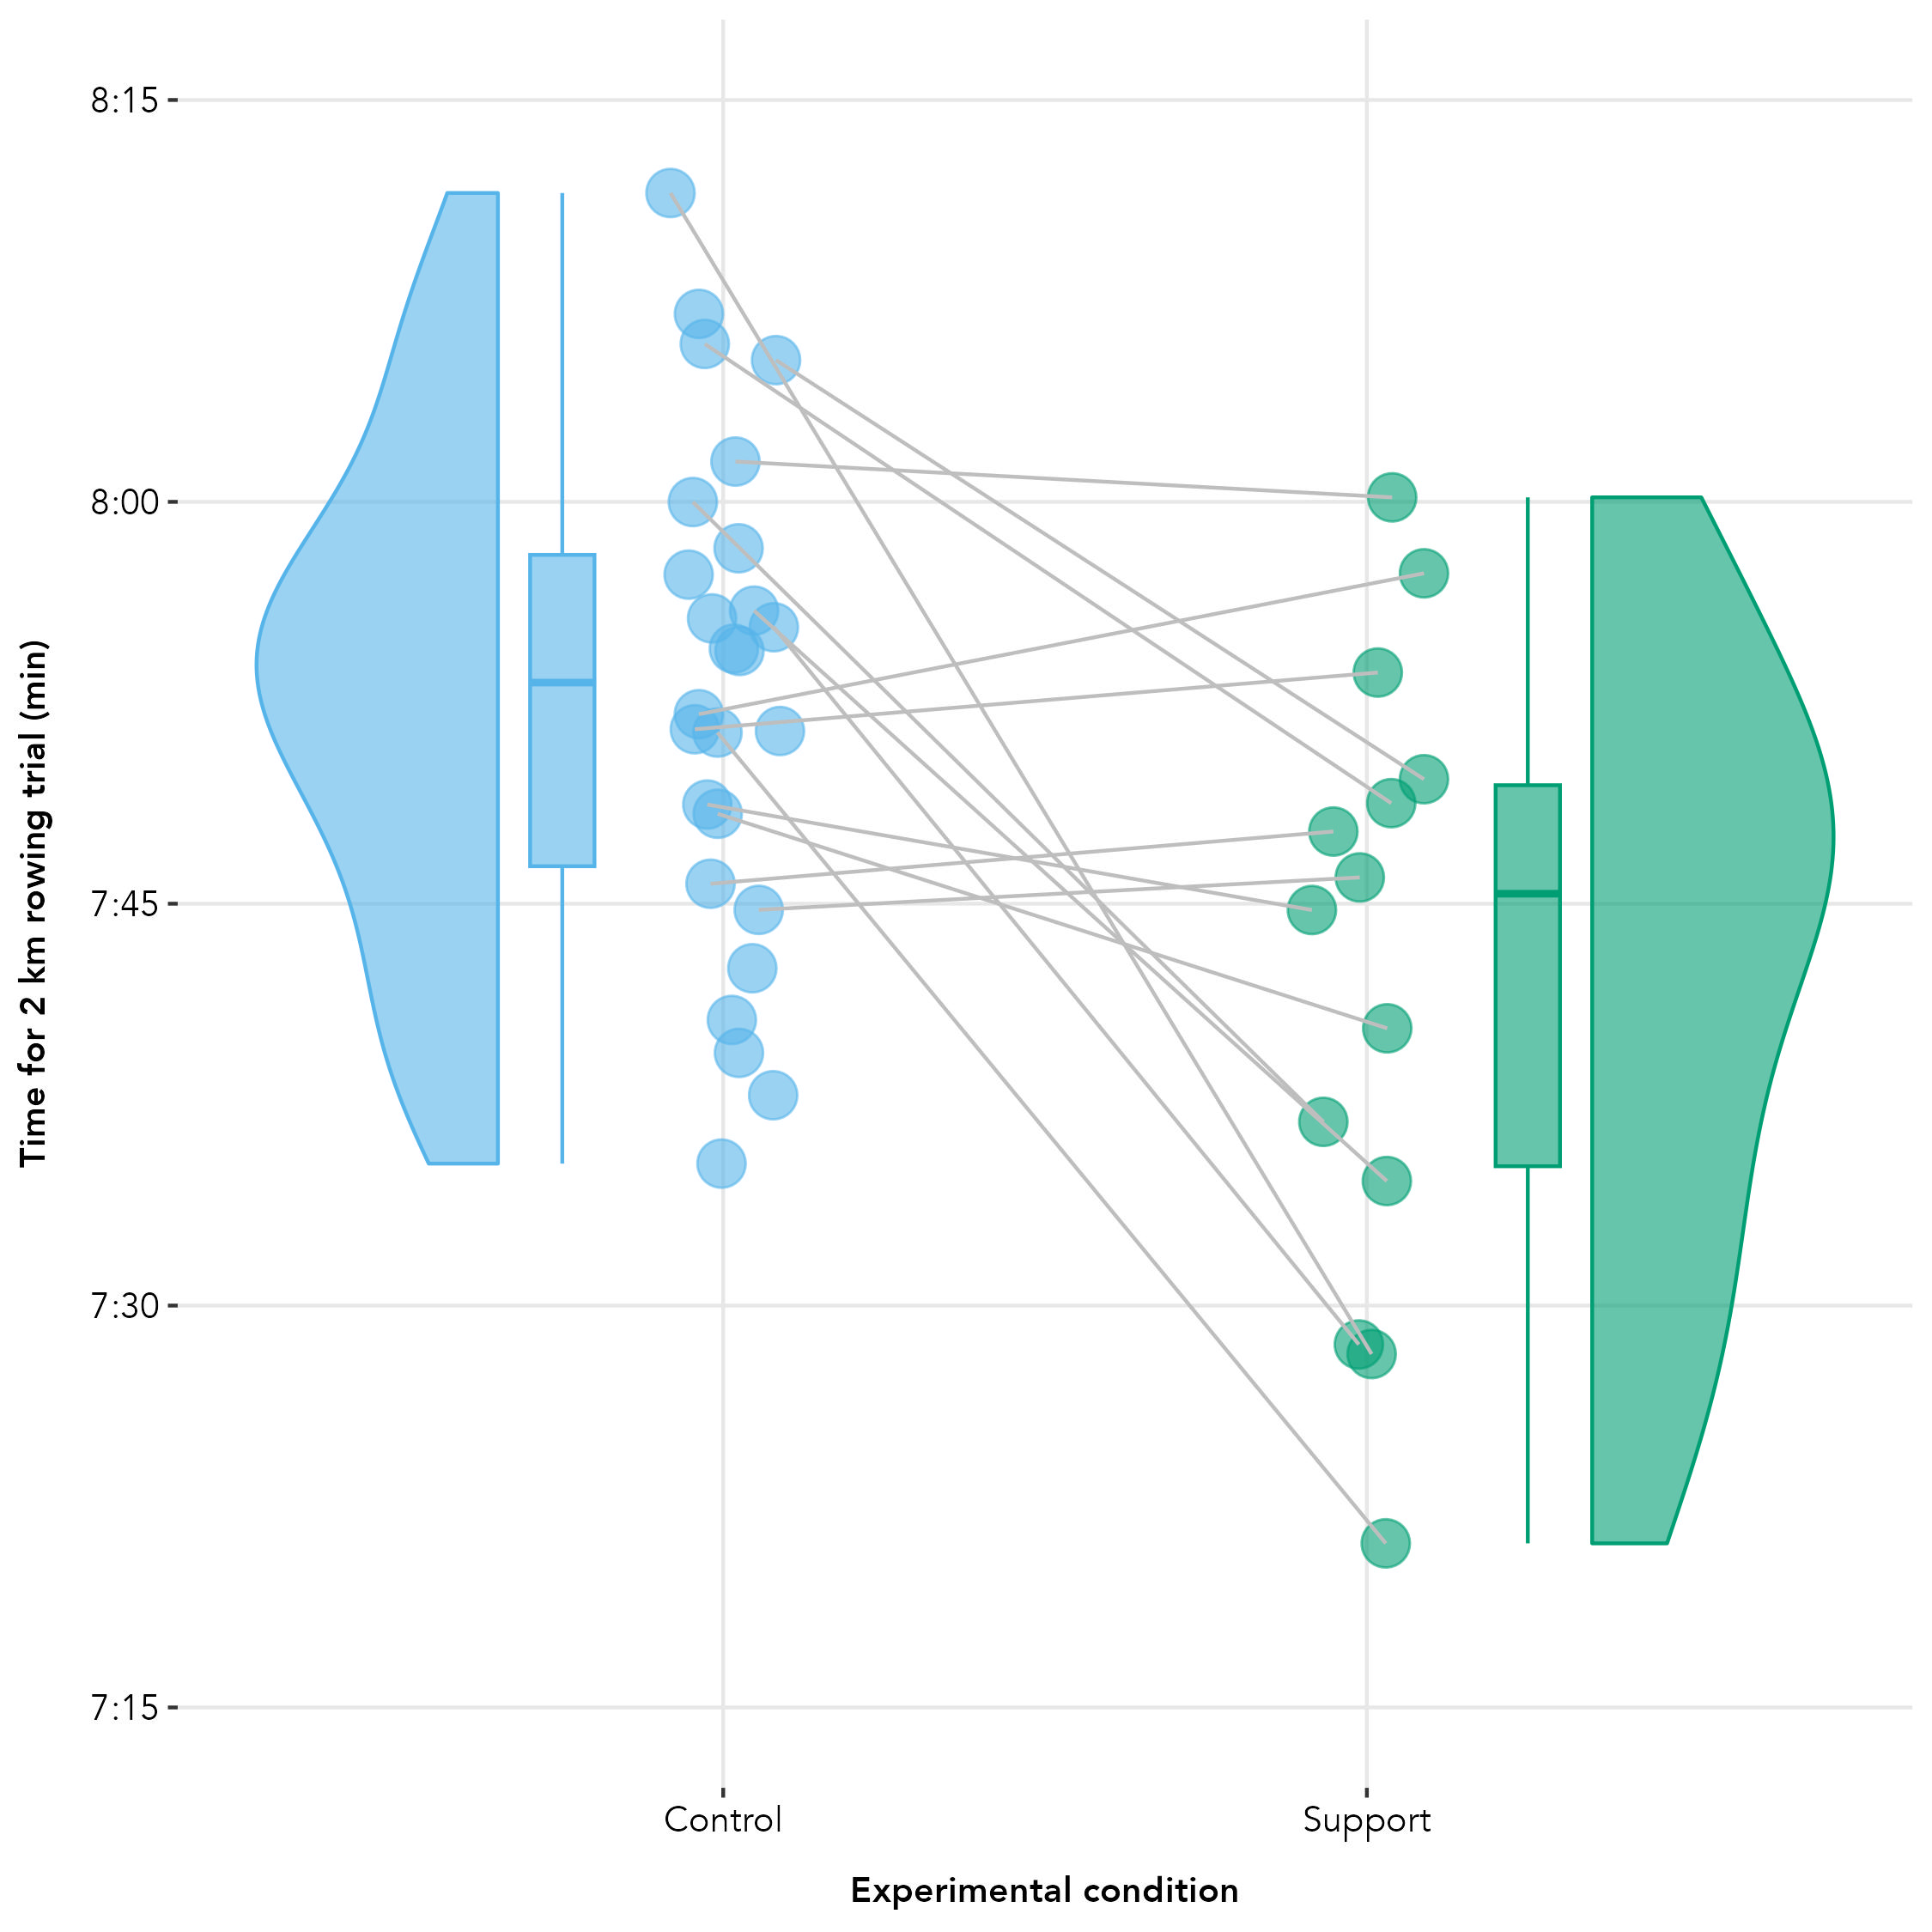 Time for 2 km rowing trial (min)
8:15
8:00
7:45
7:30
7:15
Control
Support
Experimental condition